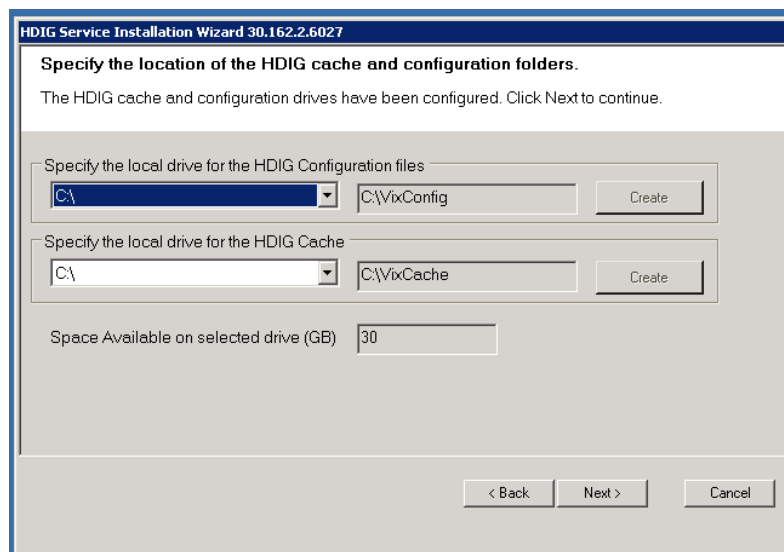 HDIG Service Installation Wizard 30.162.2.6027
Specify the location of the HDIG cache and configuration folders.
The HDIG cache and configuration drives have been configured. Click Next to continue.
Specify the local drive for the HDIG Configuration files
C:\ C:\VixConfig Create
Specify the local drive for the HDIG Cache
C:\ C:\VixCache Create
Space Available on selected drive (GB) 30
< Back Next > Cancel